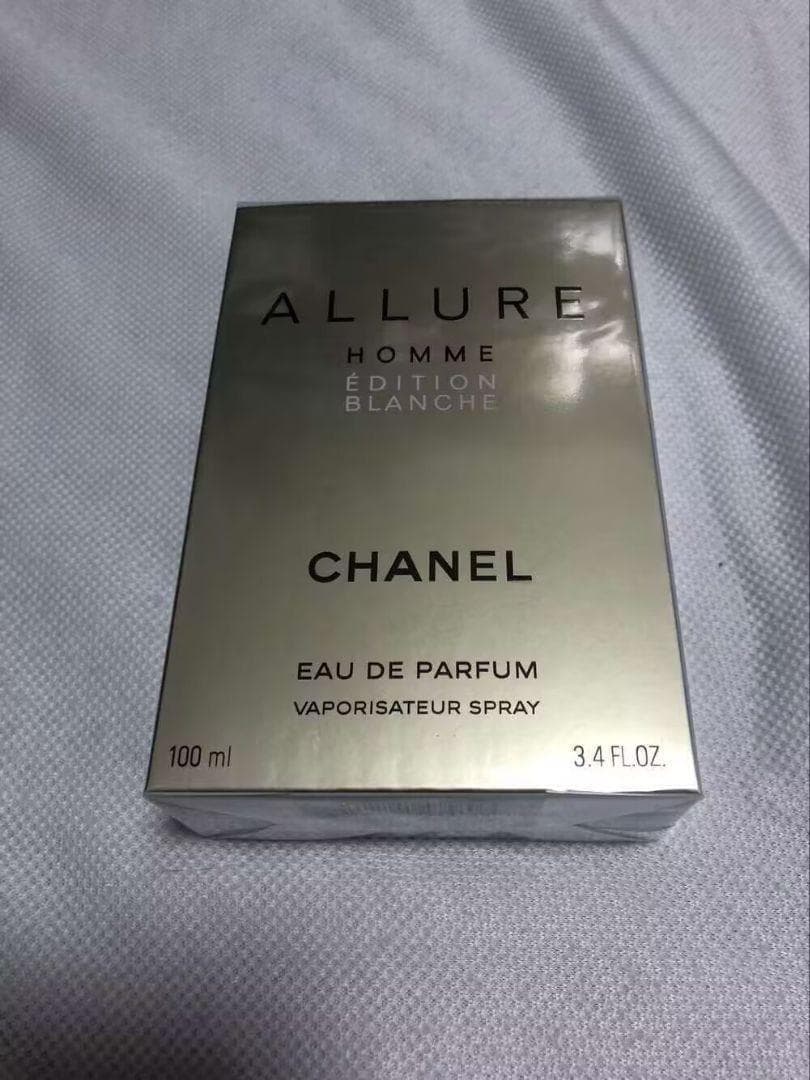 ALLURE
HOMME
ÉDITION
BLANCHE
CHANEL
EAU DE PARFUM
VAPORISATEUR SPRAY
100 ml
3.4 FL.OZ.